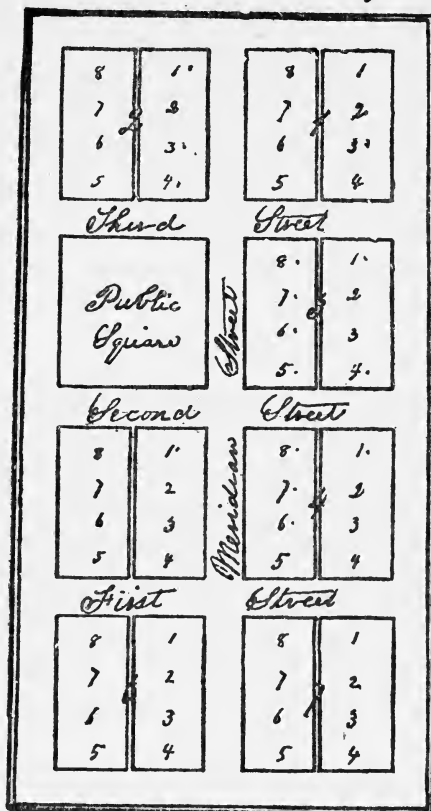 8 1· 8 1
7 2 7 2
6 3· 6 3·
5 4· 5 4
Third Street
Public
Square
Street
8· 1·
7· 2
6· 3
5· 4·
Second Street
8 1· 8· 1·
7 2 7· 2
6 3 6· 3
5 4 5 4
Meridian
First Street
8 1 8 1
7 2 7 2
6 3 6 3
5 4 5 4